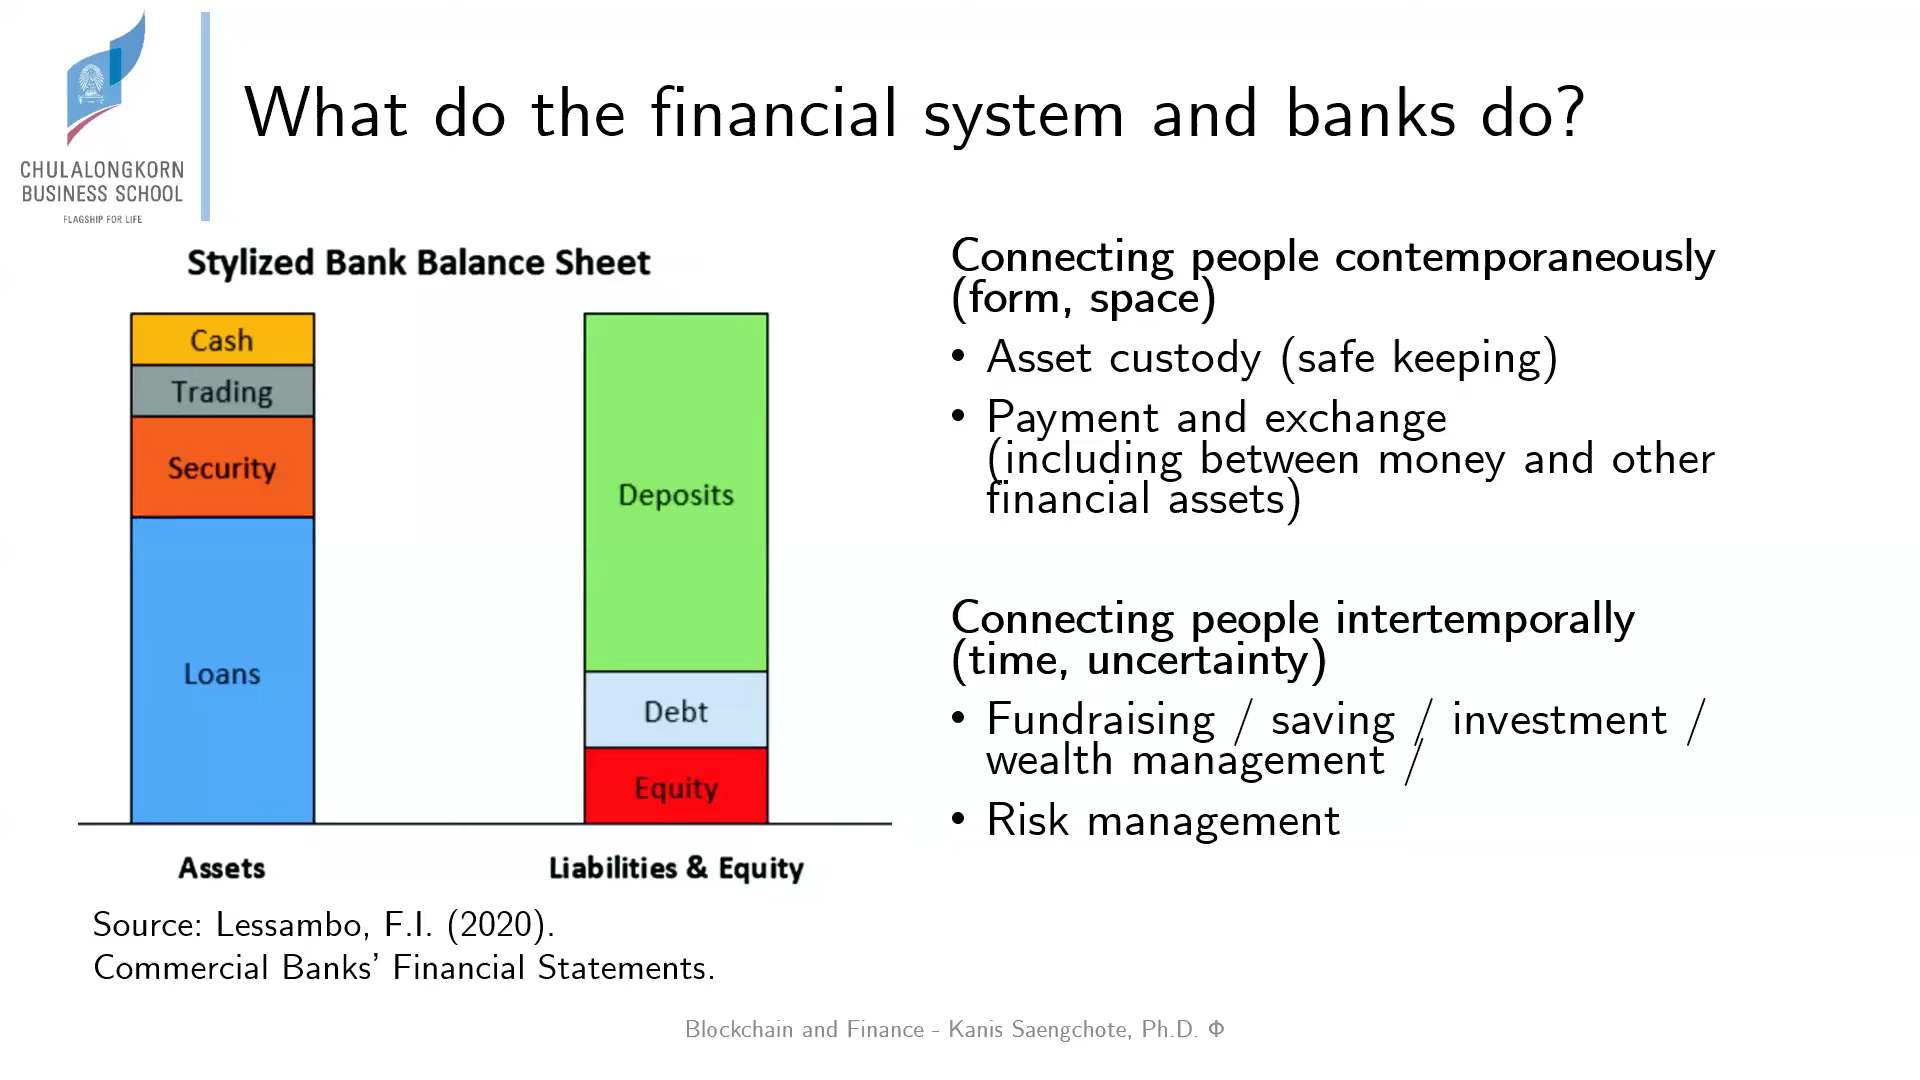 CHULALONGKORN
BUSINESS SCHOOL
FLAGSHIP FOR LIFE
What do the financial system and banks do?
Stylized Bank Balance Sheet
Cash
Trading
Security
Loans
Deposits
Debt
Equity
Assets
Liabilities & Equity
Source: Lessambo, F.I. (2020).
Commercial Banks' Financial Statements.
Connecting people contemporaneously
(form, space)
• Asset custody (safe keeping)
• Payment and exchange
(including between money and other
financial assets)
Connecting people intertemporally
(time, uncertainty)
• Fundraising / saving / investment /
wealth management /
• Risk management
Blockchain and Finance - Kanis Saengchote, Ph.D. Φ